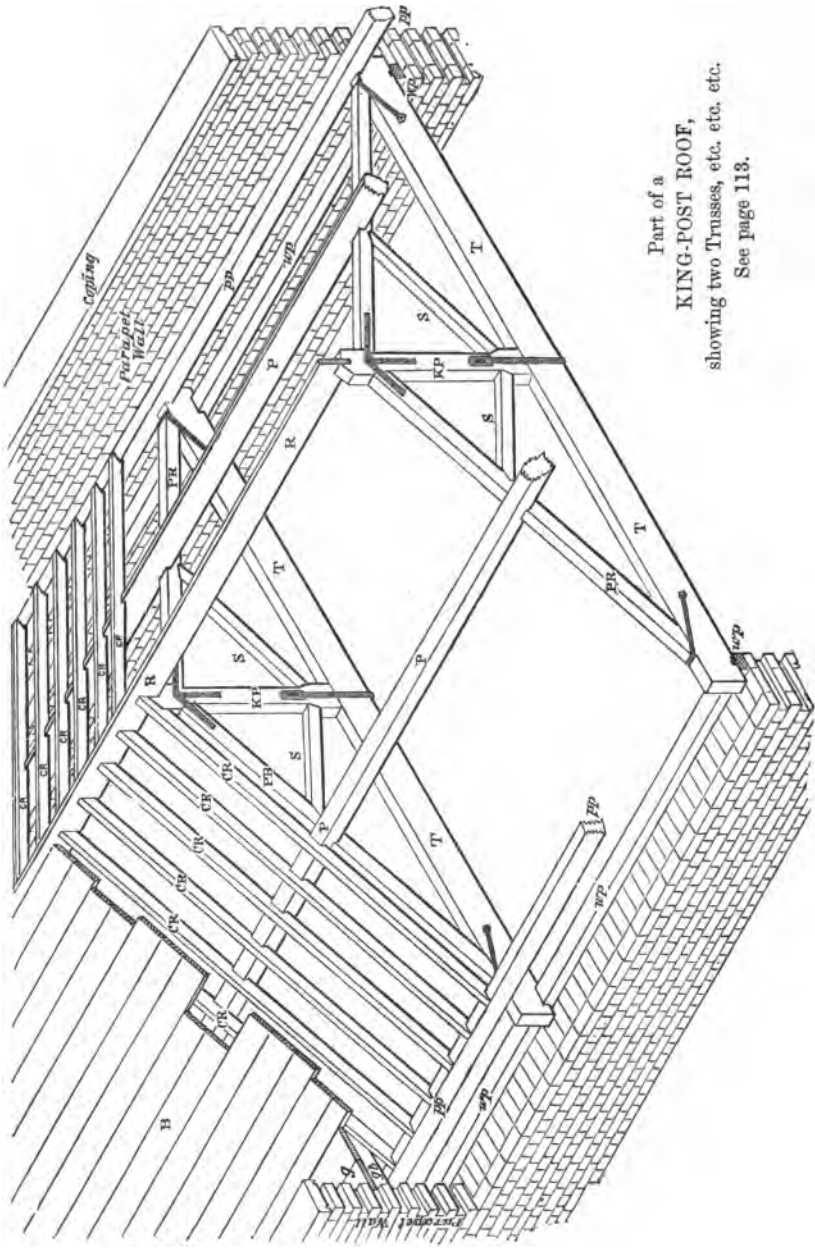 Coping
Parapet
Wall
pp
pp
wp
wp
P
R
PR
T
S
KP
S
T
PR
CR
CR
CR
CR
CR
CR
R
S
KP
S
T
T
PR
CR
CR
CR
CR
CR
CR
P
P
B
g
pp
pp
wp
wp
wp
Parapet Wall
Part of a
KING-POST ROOF,
showing two Trusses, etc. etc. etc.
See page 113.